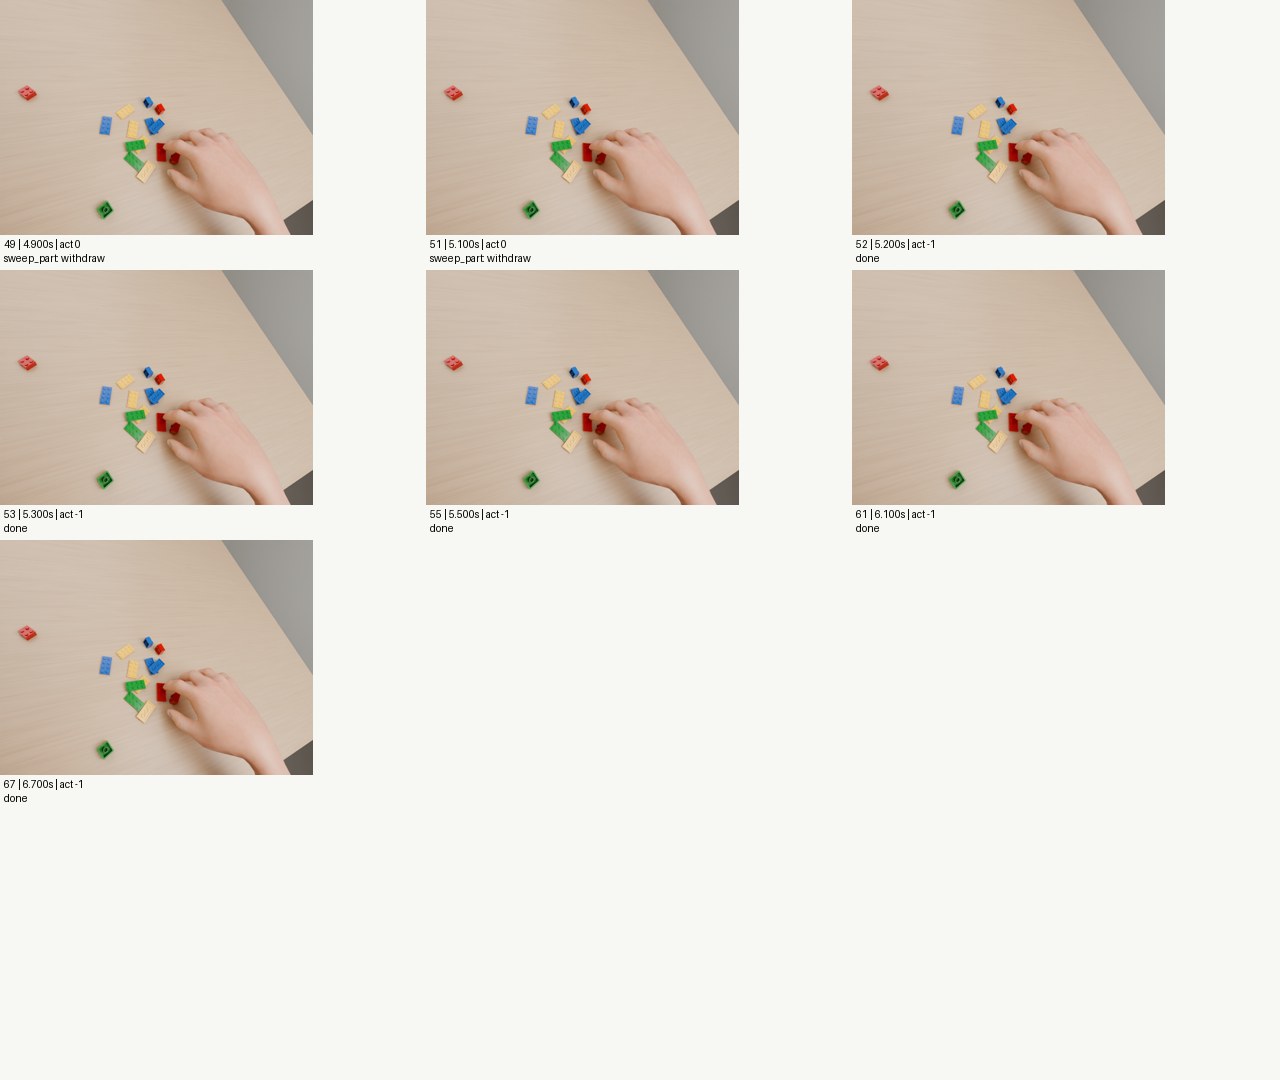 49 | 4.900s | act 0
sweep_part: withdraw
51 | 5.100s | act 0
sweep_part: withdraw
52 | 5.200s | act -1
done
53 | 5.300s | act -1
done
55 | 5.500s | act -1
done
61 | 6.100s | act -1
done
67 | 6.700s | act -1
done